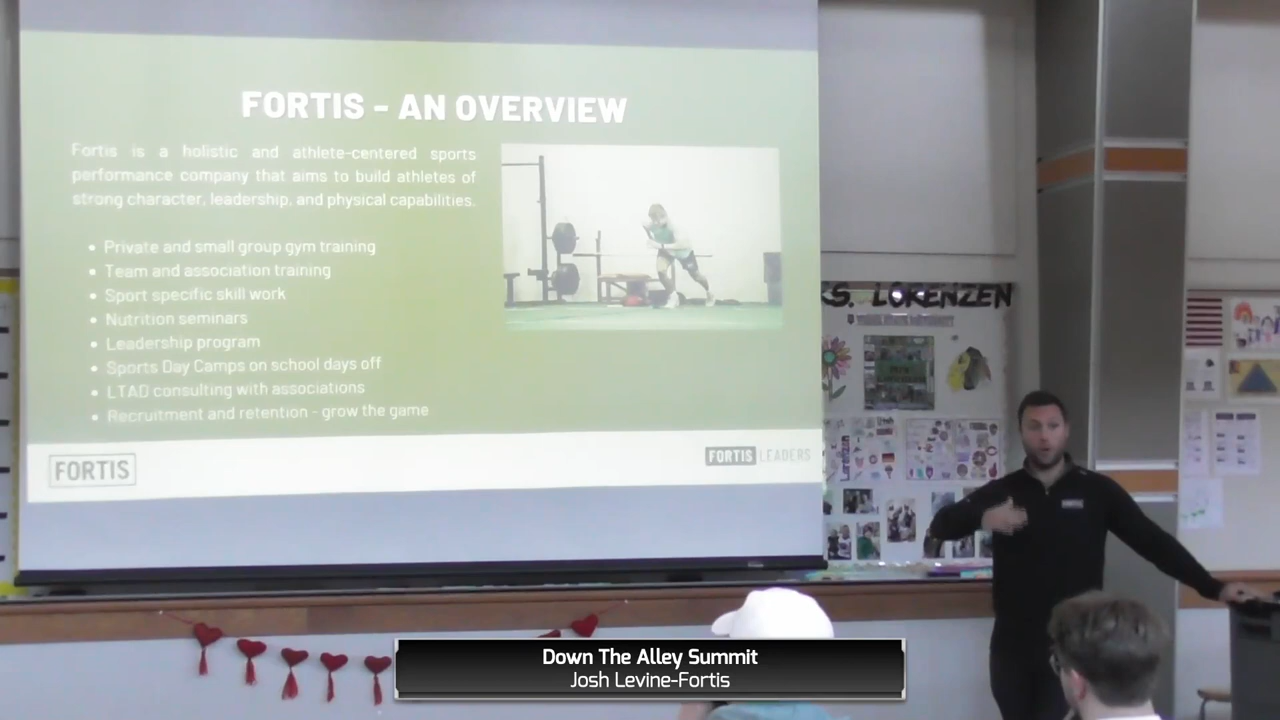 FORTIS - AN OVERVIEW
Fortis is a holistic and athlete-centered sports
performance company that aims to build athletes of
strong character, leadership, and physical capabilities.
• Private and small group gym training
• Team and association training
• Sport specific skill work
• Nutrition seminars
• Leadership program
• Sports Day Camps on school days off
• LTAD consulting with associations
• Recruitment and retention - grow the game
FORTIS
FORTIS LEADERS
S. LORENZEN
Down The Alley Summit
Josh Levine-Fortis